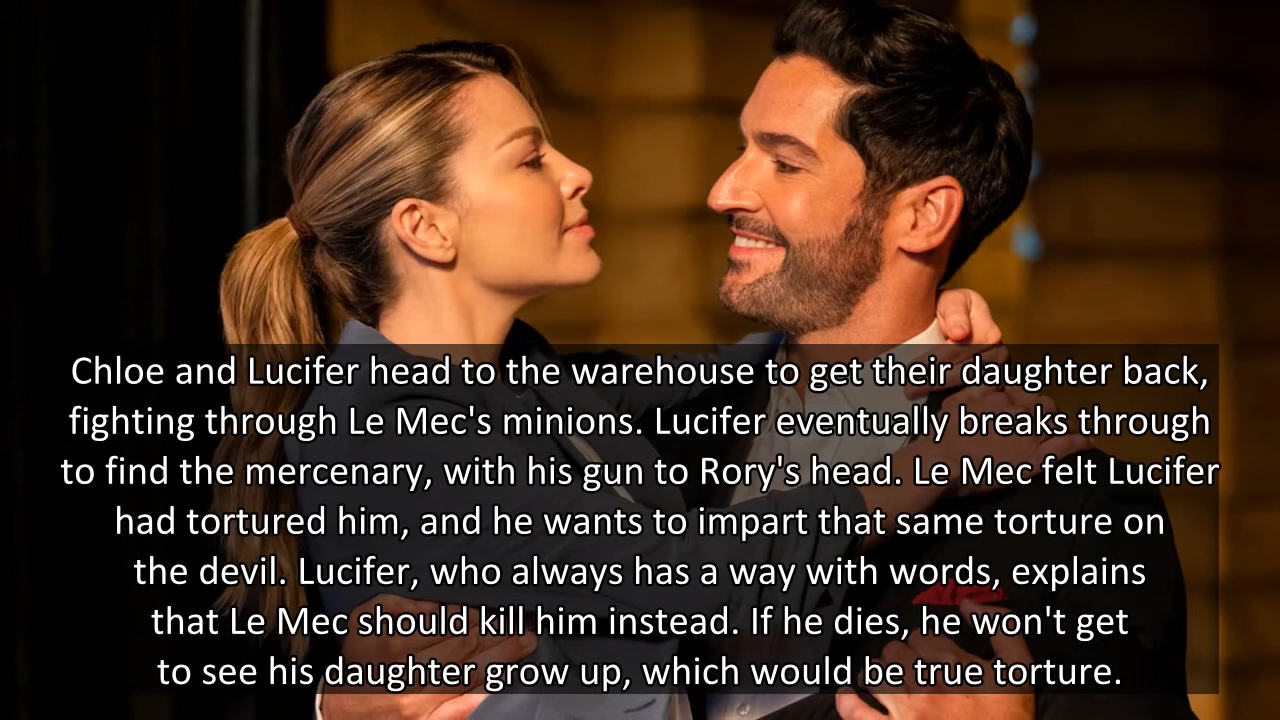 Chloe and Lucifer head to the warehouse to get their daughter back,
fighting through Le Mec's minions. Lucifer eventually breaks through
to find the mercenary, with his gun to Rory's head. Le Mec felt Lucifer
had tortured him, and he wants to impart that same torture on
the devil. Lucifer, who always has a way with words, explains
that Le Mec should kill him instead. If he dies, he won't get
to see his daughter grow up, which would be true torture.